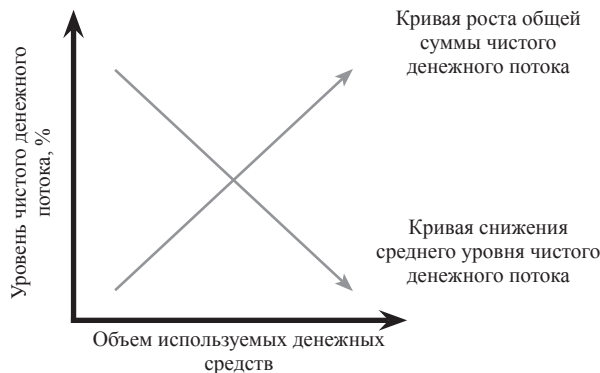 Кривая роста общей
суммы чистого
денежного потока
Уровень чистого денежного
потока, %
Кривая снижения
среднего уровня чистого
денежного потока
Объем используемых денежных
средств